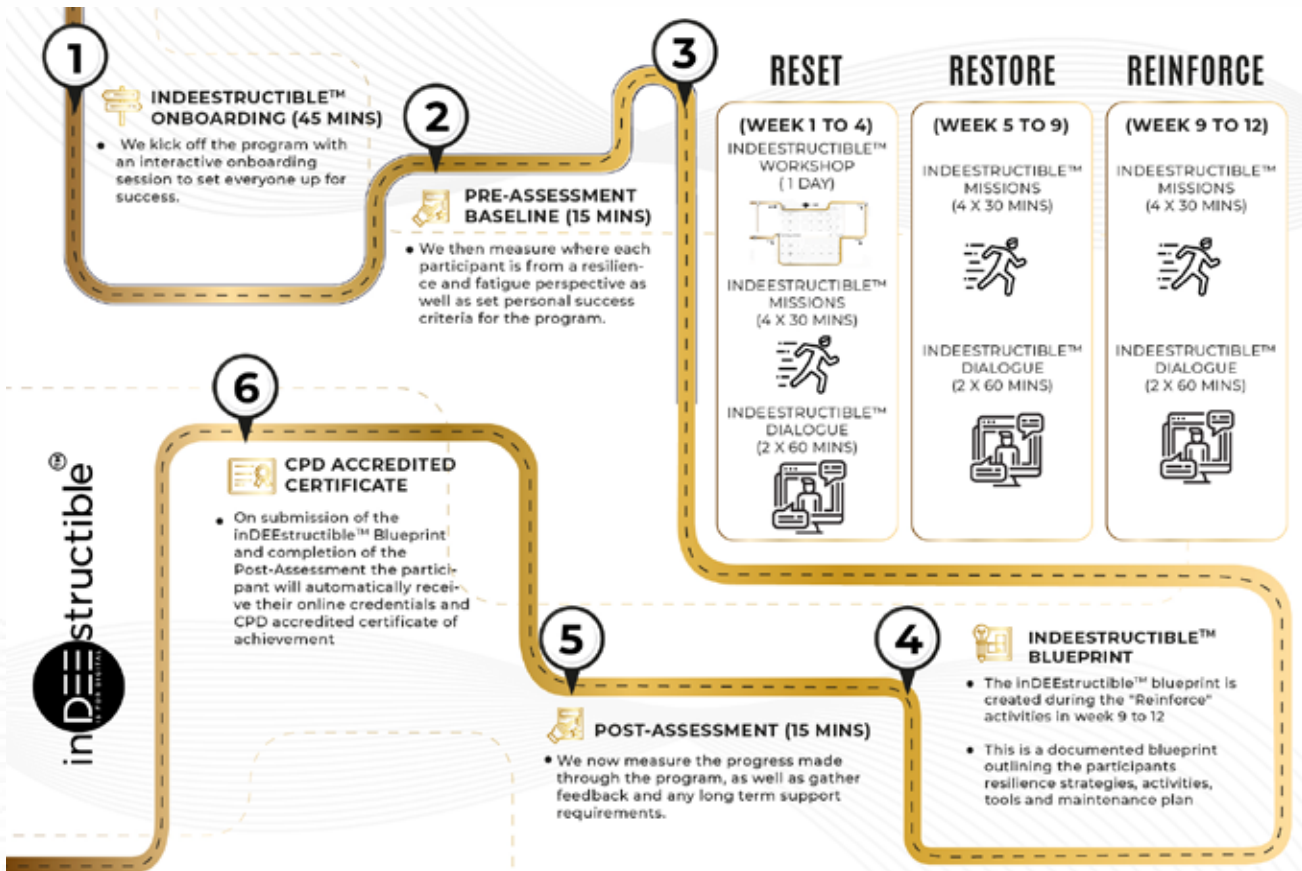 1
INDEESTRUCTIBLE™
ONBOARDING (45 MINS)
• We kick off the program with
an interactive onboarding
session to set everyone up for
success.
2
PRE-ASSESSMENT
BASELINE (15 MINS)
• We then measure where each
participant is from a resilien-
ce and fatigue perspective as
well as set personal success
criteria for the program.
3
RESET
(WEEK 1 TO 4)
INDEESTRUCTIBLE™
WORKSHOP
( 1 DAY)
INDEESTRUCTIBLE™
MISSIONS
(4 X 30 MINS)
INDEESTRUCTIBLE™
DIALOGUE
(2 X 60 MINS)
RESTORE
(WEEK 5 TO 9)
INDEESTRUCTIBLE™
MISSIONS
(4 X 30 MINS)
INDEESTRUCTIBLE™
DIALOGUE
(2 X 60 MINS)
REINFORCE
(WEEK 9 TO 12)
INDEESTRUCTIBLE™
MISSIONS
(4 X 30 MINS)
INDEESTRUCTIBLE™
DIALOGUE
(2 X 60 MINS)
4
INDEESTRUCTIBLE™
BLUEPRINT
• The inDEEstructible™ blueprint is
created during the "Reinforce"
activities in week 9 to 12
• This is a documented blueprint
outlining the participants
resilience strategies, activities,
tools and maintenance plan
5
POST-ASSESSMENT (15 MINS)
• We now measure the progress made
through the program, as well as gather
feedback and any long term support
requirements.
6
CPD ACCREDITED
CERTIFICATE
• On submission of the
inDEEstructible™ Blueprint
and completion of the
Post-Assessment the partici-
pant will automatically recei-
ve their online credentials and
CPD accredited certificate of
achievement
inDEEstructible™
IS FOR DIGITAL